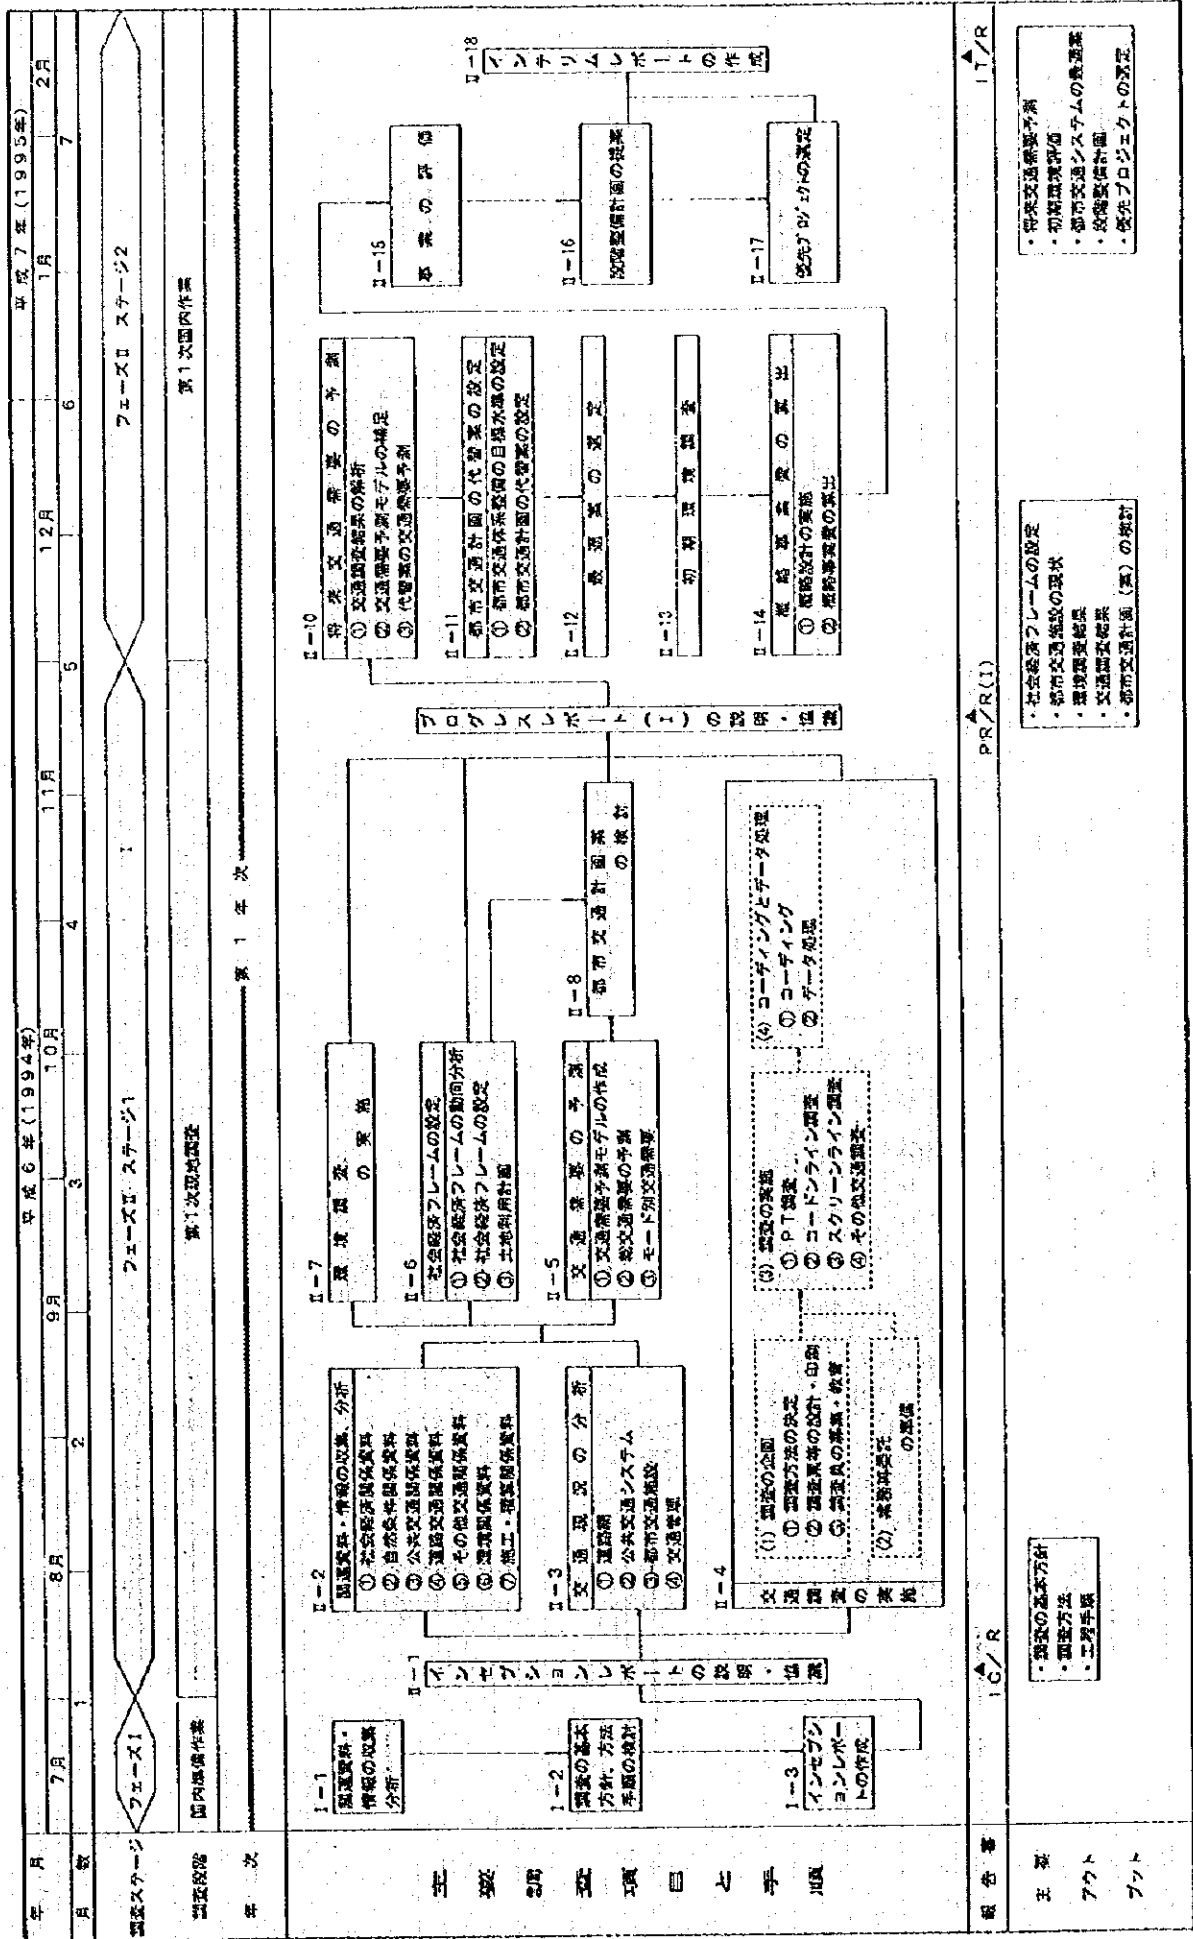 年 月
平成6年(1994年)
平成7年(1995年)
7月
8月
9月
10月
11月
12月
1月
2月
月 数
1
2
3
4
5
6
7
調査ステージ
フェーズⅠ
フェーズⅡ ステージ1
Ⅰ
フェーズⅡ ステージ2
調査段階
国内準備作業
第1次現地調査
第1次国内作業
年 次
第 1 年 次
主要調査項目と手順
Ⅰ-1
関連資料・
情報の収集
分析
Ⅰ-2
調査の基本
方針、方法
手順の検討
Ⅰ-3
インセプシ
ョンレポー
トの作成
Ⅱ-1
インセプションレポートの説明・協議
Ⅱ-2
関連資料・情報の収集、分析
① 社会経済関係資料
② 自然条件関係資料
③ 公共交通関係資料
④ 道路交通関係資料
⑤ その他交通関係資料
⑥ 環境関係資料
⑦ 施工・積算関係資料
Ⅱ-3
交通現況の分析
① 道路網
② 公共交通システム
③ 都市交通施設
④ 交通管理
Ⅱ-4
交通調査の実施
(1) 調査の企画
① 調査方法の決定
② 調査票等の設計・印刷
③ 調査員の募集・教育
(2) 業務再委託
の準備
(3) 調査の実施
① PT調査
② コードンライン調査
③ スクリーンライン調査
④ その他交通調査
(4) コーディングとデータ処理
① コーディング
② データ処理
Ⅱ-7
環境調査
の実施
Ⅱ-6
社会経済フレームの設定
① 社会経済フレームの動向分析
② 社会経済フレームの設定
③ 土地利用計画
Ⅱ-5
交通需要の予測
① 交通需要予測モデルの作成
② 総交通需要の予測
③ モード別交通需要
Ⅱ-8
都市交通計画案
の検討
プログレスレポート(Ⅰ)の説明・協議
Ⅱ-10
将来交通需要の予測
① 交通調査結果の解析
② 交通需要予測モデルの補足
③ 代替案の交通需要予測
Ⅱ-11
都市交通計画の代替案の設定
① 都市交通体系整備の目標水準の設定
② 都市交通計画の代替案の設定
Ⅱ-12
最適案の選定
Ⅱ-13
初期環境調査
Ⅱ-14
概略事業費の算出
① 概略設計の実施
② 概略事業費の算出
Ⅱ-15
事業の評価
Ⅱ-16
段階整備計画の提案
Ⅱ-17
優先プロジェクトの選定
Ⅱ-18
インテリムレポートの作成
報告書
IC/R
PR/R(I)
IT/R
主要
アウト
プット
・調査の基本方針
・調査方法
・工程手順
・社会経済フレームの設定
・都市交通施設の現状
・環境調査結果
・交通調査結果
・都市交通計画(案)の検討
・将来交通需要予測
・初期環境評価
・都市交通システムの最適案
・段階整備計画
・優先プロジェクトの選定